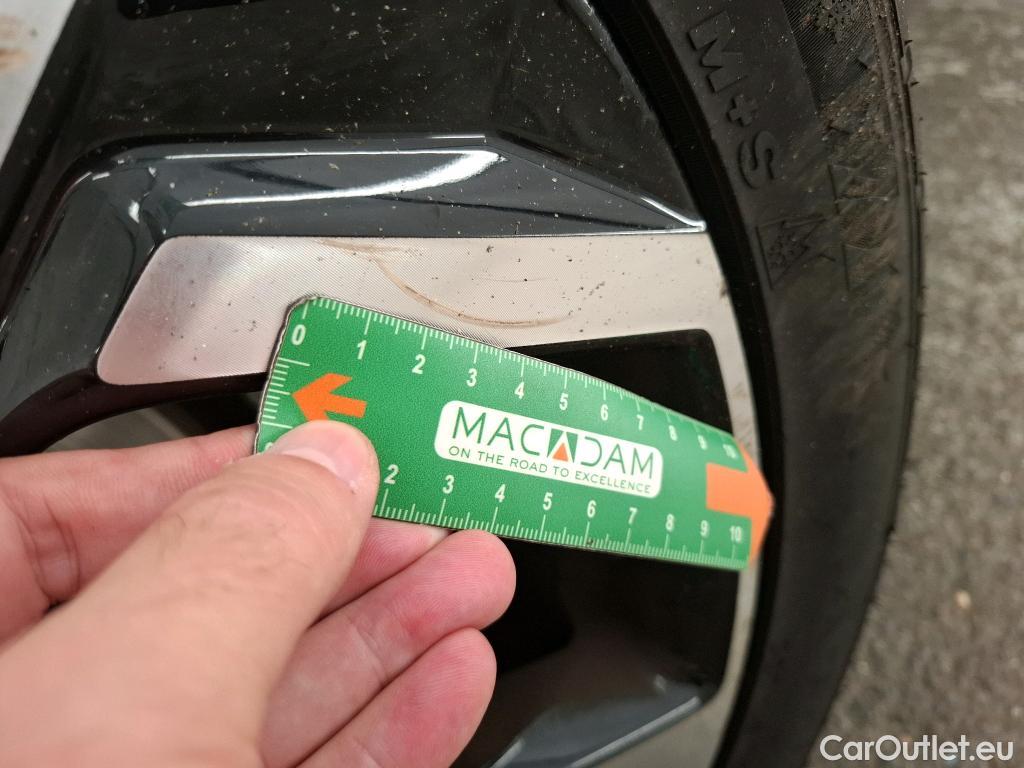 M+S
0 1 2 3 4 5 6 7 8 9 10
MACADAM
ON THE ROAD TO EXCELLENCE
2 3 4 5 6 7 8 9 10
CarOutlet.eu